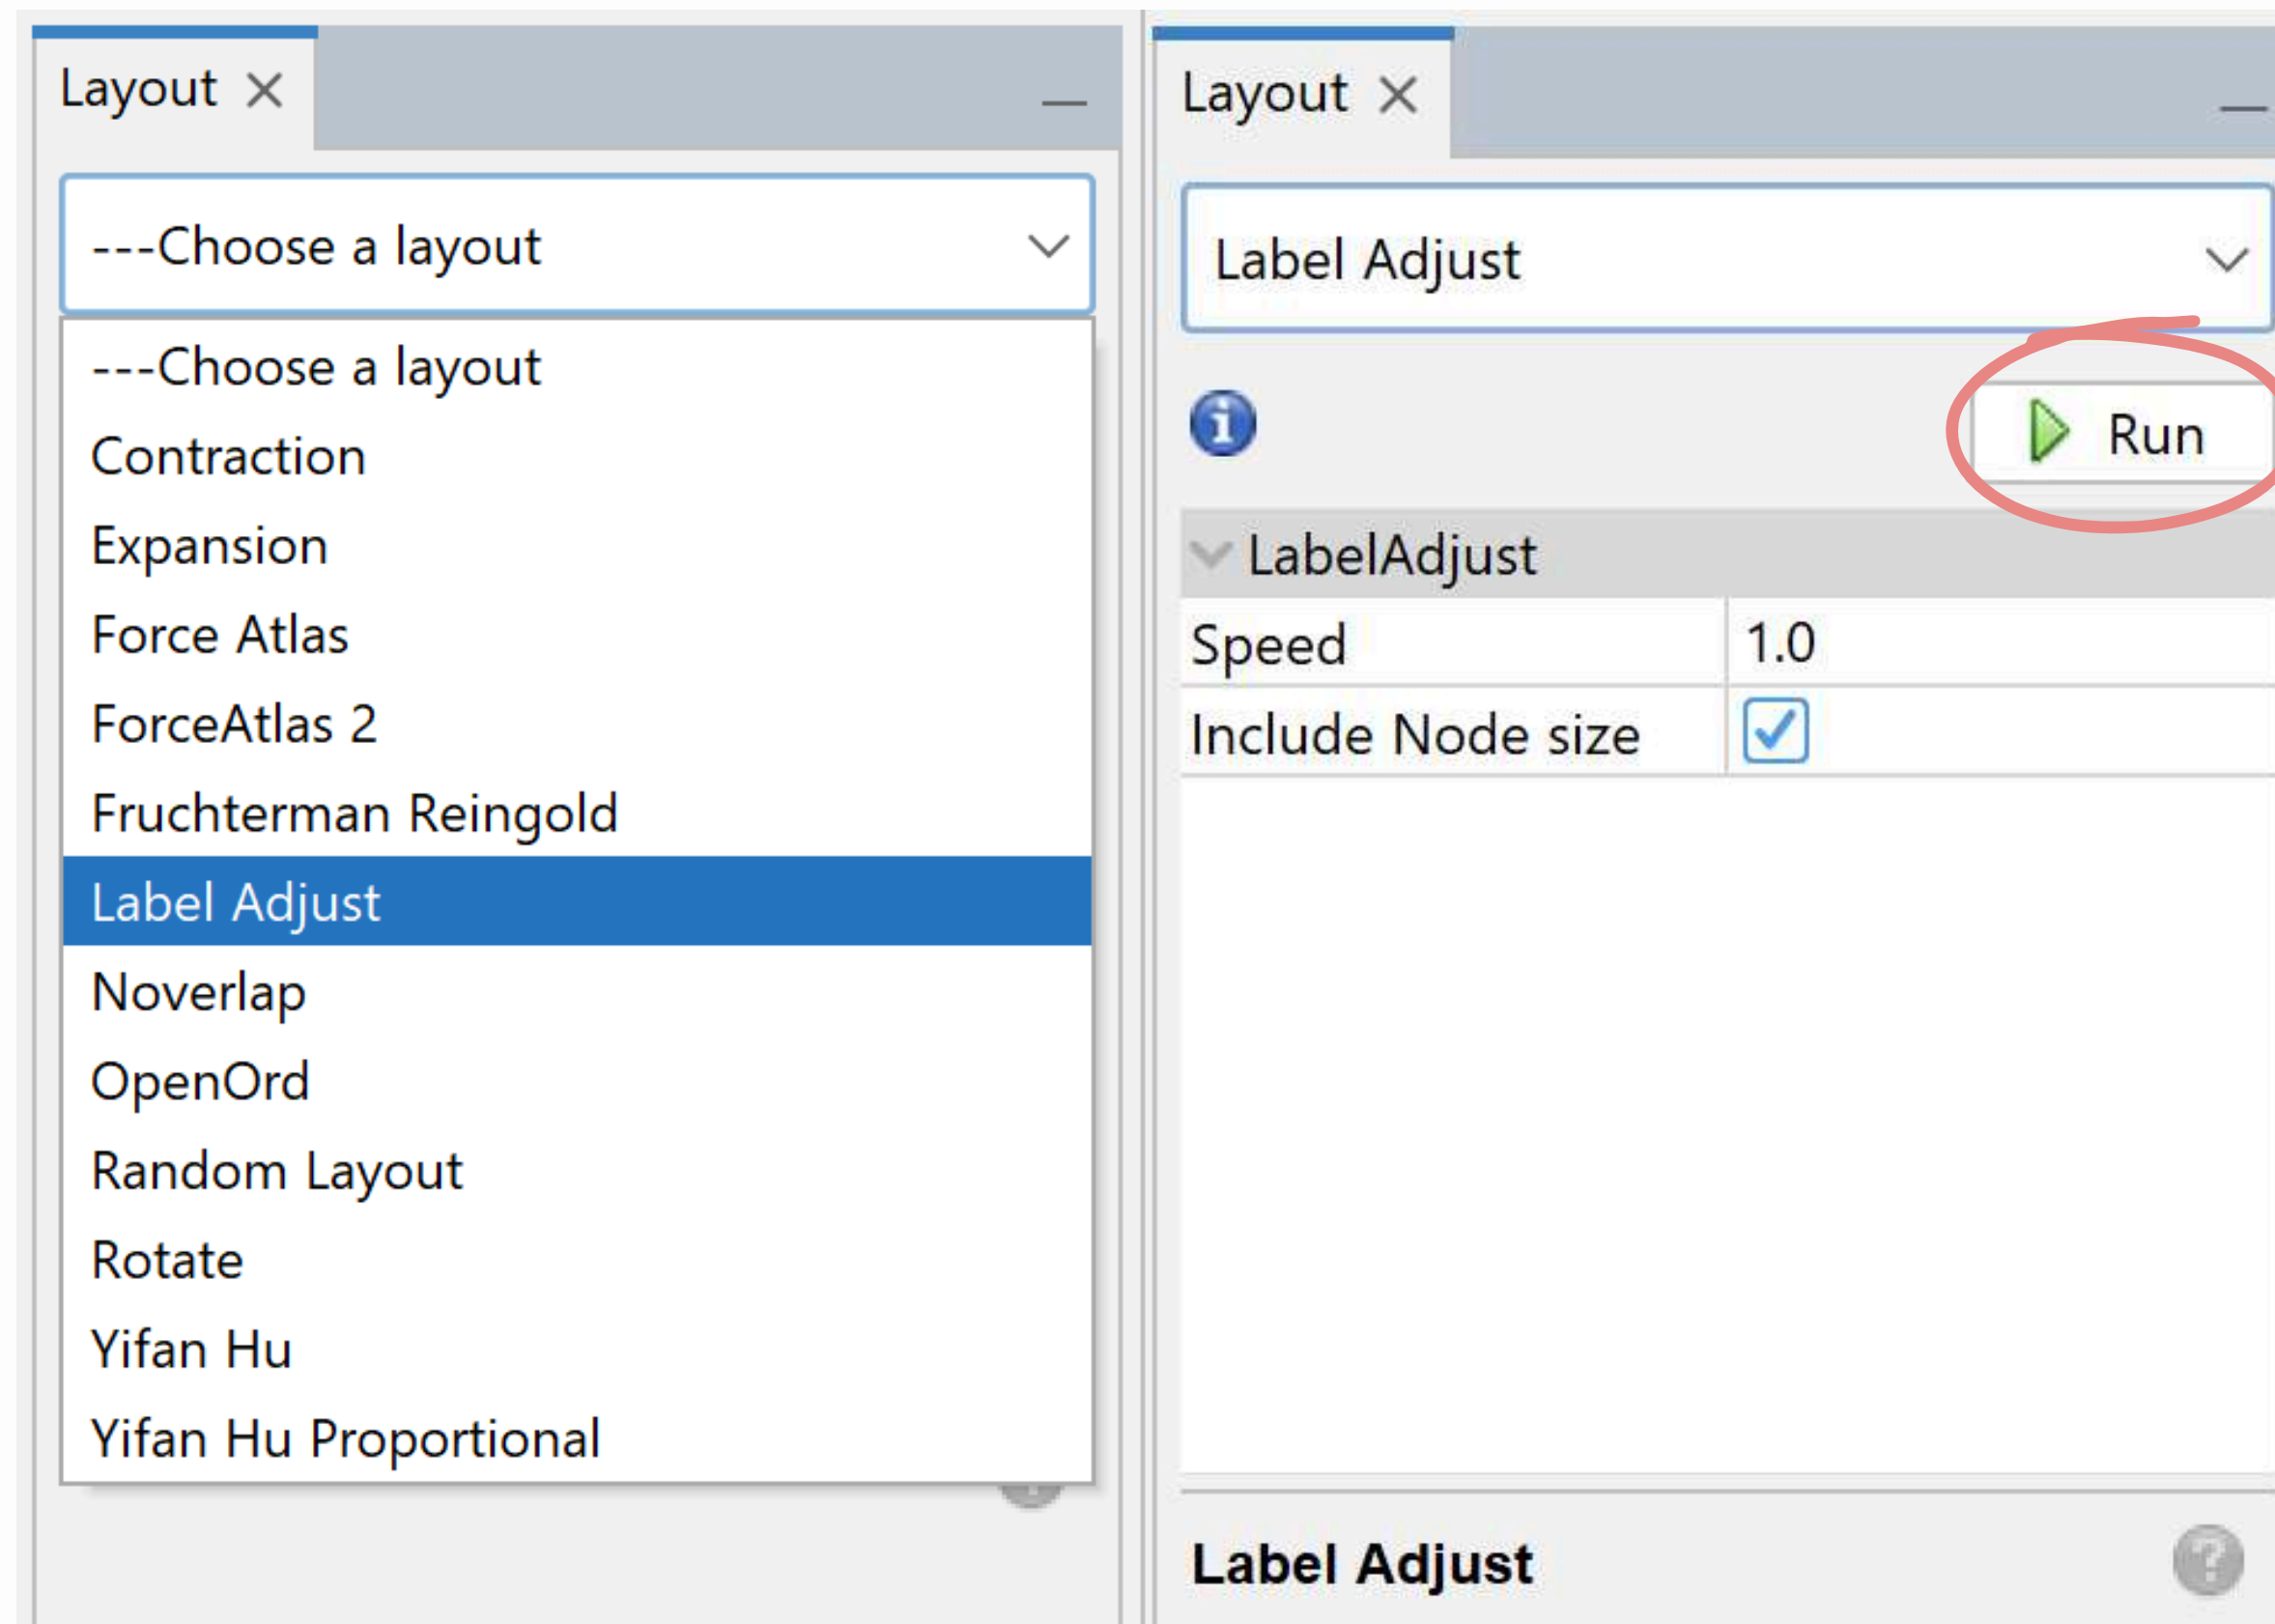 Layout
---Choose a layout
---Choose a layout
Contraction
Expansion
Force Atlas
ForceAtlas 2
Fruchterman Reingold
Label Adjust
Noverlap
OpenOrd
Random Layout
Rotate
Yifan Hu
Yifan Hu Proportional
Layout
Label Adjust
Run
LabelAdjust
Speed 1.0
Include Node size
Label Adjust